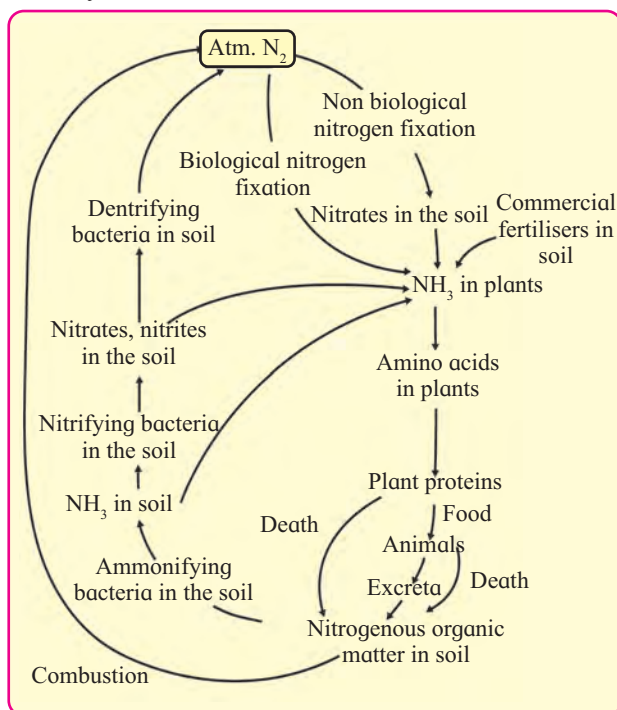 Atm. N₂
Non biological
nitrogen fixation
Biological nitrogen
fixation
Dentrifying
bacteria in soil
Nitrates in the soil
Commercial
fertilisers in
soil
NH₃ in plants
Nitrates, nitrites
in the soil
Amino acids
in plants
Nitrifying bacteria
in the soil
Plant proteins
NH₃ in soil
Food
Death
Animals
Ammonifying
bacteria in the soil
Excreta
Death
Nitrogenous organic
matter in soil
Combustion